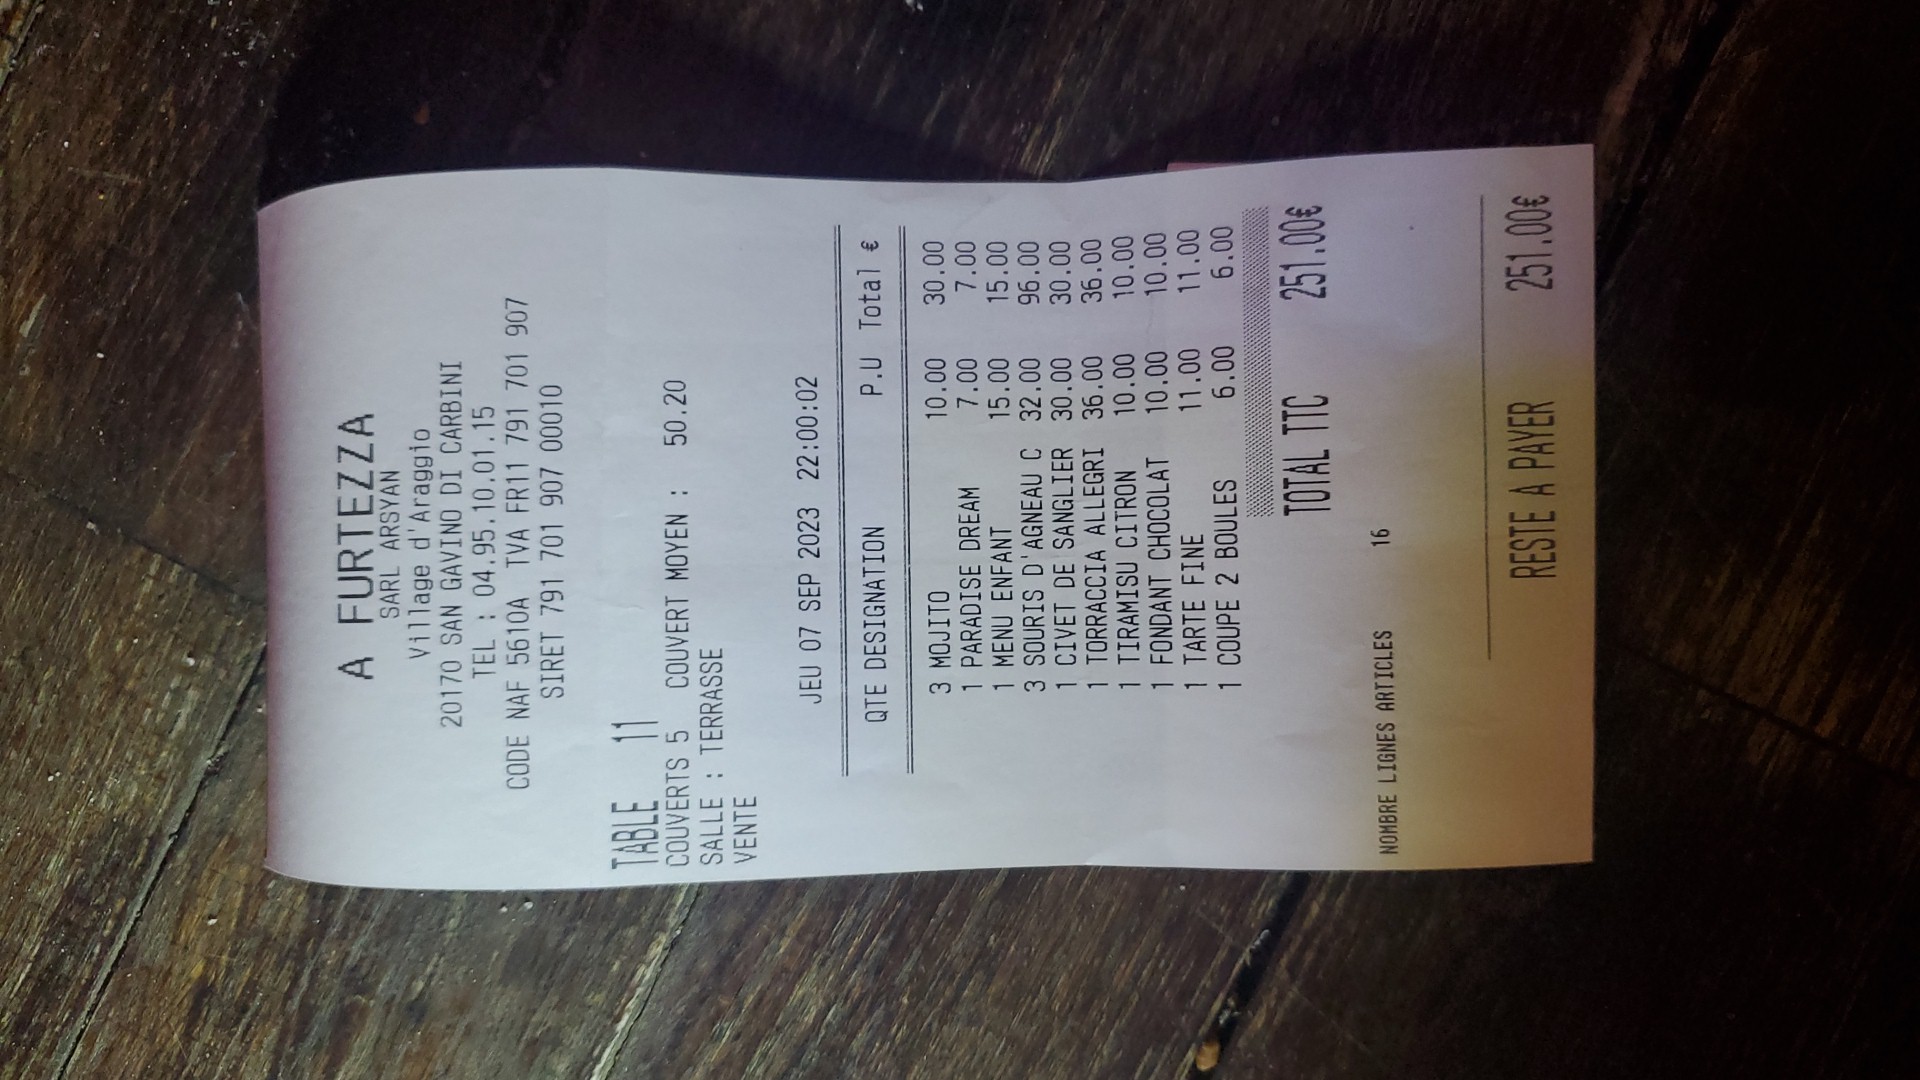 A FURTEZZA
SARL ARSYAN
Village d'Araggio
20170 SAN GAVINO DI CARBINI
TEL : 04.95.10.01.15
CODE NAF 5610A TVA FR11 791 701 907
SIRET 791 701 907 00010
TABLE 11
COUVERTS 5 COUVERT MOYEN : 50.20
SALLE : TERRASSE
VENTE
JEU 07 SEP 2023 22:00:02
QTE DESIGNATION P.U Total €
3 MOJITO 10.00 30.00
1 PARADISE DREAM 7.00 7.00
1 MENU ENFANT 15.00 15.00
3 SOURIS D'AGNEAU C 32.00 96.00
1 CIVET DE SANGLIER 30.00 30.00
1 TORRACCIA ALLEGRI 36.00 36.00
1 TIRAMISU CITRON 10.00 10.00
1 FONDANT CHOCOLAT 10.00 10.00
1 TARTE FINE 11.00 11.00
1 COUPE 2 BOULES 6.00 6.00
TOTAL TTC 251.00€
NOMBRE LIGNES ARTICLES 16
RESTE A PAYER 251.00€